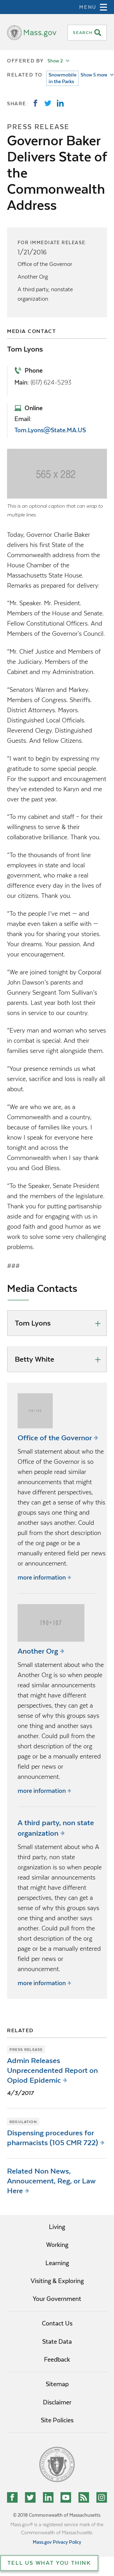 MENU
Mass.gov
SEARCH
OFFERED BY Show 2
RELATED TO Snowmobile in the Parks Show 5 more
SHARE
PRESS RELEASE
Governor Baker
Delivers State of
the
Commonwealth
Address
FOR IMMEDIATE RELEASE
1/21/2016
Office of the Governor
Another Org
A third party, nonstate
organization
MEDIA CONTACT
Tom Lyons
Phone
Main: (617) 624-5293
Online
Email:
Tom.Lyons@State.MA.US
565 x 282
This is an optional caption that can wrap to
multiple lines.
Today, Governor Charlie Baker
delivers his first State of the
Commonwealth address from the
House Chamber of the
Massachusetts State House.
Remarks as prepared for delivery:
"Mr. Speaker. Mr. President.
Members of the House and Senate.
Fellow Constitutional Officers. And
Members of the Governor's Council.
"Mr. Chief Justice and Members of
the Judiciary. Members of the
Cabinet and my Administration.
"Senators Warren and Markey.
Members of Congress. Sheriffs.
District Attorneys. Mayors.
Distinguished Local Officials.
Reverend Clergy. Distinguished
Guests. And fellow Citizens.
"I want to begin by expressing my
thanks to some special people.
For the support and encouragement
they've extended to Karyn and me
this past year.
"To my cabinet and staff – for their
willingness to serve & their
collaborative brilliance. Thank you.
"To the thousands of front line
employees in state and local
government, who make a
difference each and every day for
our citizens. Thank you.
"To the people I've met — and
maybe even taken a selfie with —
thank you for sharing your stories.
Your dreams. Your passion. And
yes, your encouragement.
"We are joined tonight by Corporal
John Dawson's parents and
Gunnery Sergeant Tom Sullivan's
parents. Last year both lost their
sons in our country's service.
"Every man and woman who serves
in combat is special. And their
families serve right alongside them.
"Your presence reminds us what
service, sacrifice and loss is really all
about.
"And we who we are, as a
Commonwealth and a country,
because of families like yours. I
know I speak for everyone here
tonight and across the
Commonwealth when I say thank
you and God Bless.
"To the Speaker, Senate President
and the members of the legislature.
Thank you for putting partisanship
aside and choosing to work
alongside one another. Your good
faith and good humor as we work
to solve some very challenging
problems.
###
Media Contacts
Tom Lyons
Betty White
Office of the Governor
Small statement about who the
Office of the Governor is so
when people read similar
announcements that might
have different perspectives,
they can get a sense of why this
group says one thing and
another says another. Could
pull from the short description
of the org page or be a
manually entered field per news
or announcement.
more information
Another Org
Small statement about who the
Another Org is so when people
read similar announcements
that might have different
perspectives, they can get a
sense of why this groups says
one thing and another says
another. Could pull from the
short description of the org
page or be a manually entered
field per news or
announcement.
more information
A third party, non state
organization
Small statement about who A
third party, non state
organization is so when people
read similar announcements
that might have different
perspectives, they can get a
sense of why this groups says
one thing and another says
another. Could pull from the
short description of the org
page or be a manually entered
field per news or
announcement.
more information
RELATED
PRESS RELEASE
Admin Releases
Unprecendented Report on
Opiod Epidemic
4/3/2017
REGULATION
Dispensing procedures for
pharmacists (105 CMR 722)
Related Non News,
Annoucement, Reg, or Law
Here
Living
Working
Learning
Visiting & Exploring
Your Government
Contact Us
State Data
Feedback
Sitemap
Disclaimer
Site Policies
© 2018 Commonwealth of Massachusetts.
Mass.gov® is a registered service mark of the
Commonwealth of Massachusetts.
Mass.gov Privacy Policy
TELL US WHAT YOU THINK